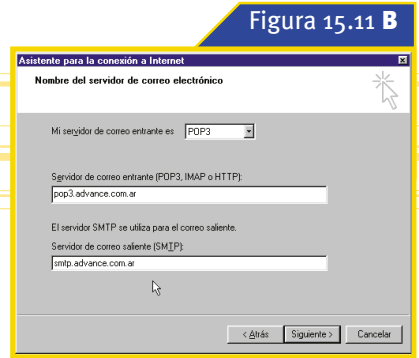 Figura 15.11 B
Asistente para la conexión a Internet
Nombre del servidor de correo electrónico
Mi servidor de correo entrante es POP3
Servidor de correo entrante (POP3, IMAP o HTTP):
pop3.advance.com.ar
El servidor SMTP se utiliza para el correo saliente.
Servidor de correo saliente (SMTP):
smtp.advance.com.ar
< Atrás Siguiente > Cancelar